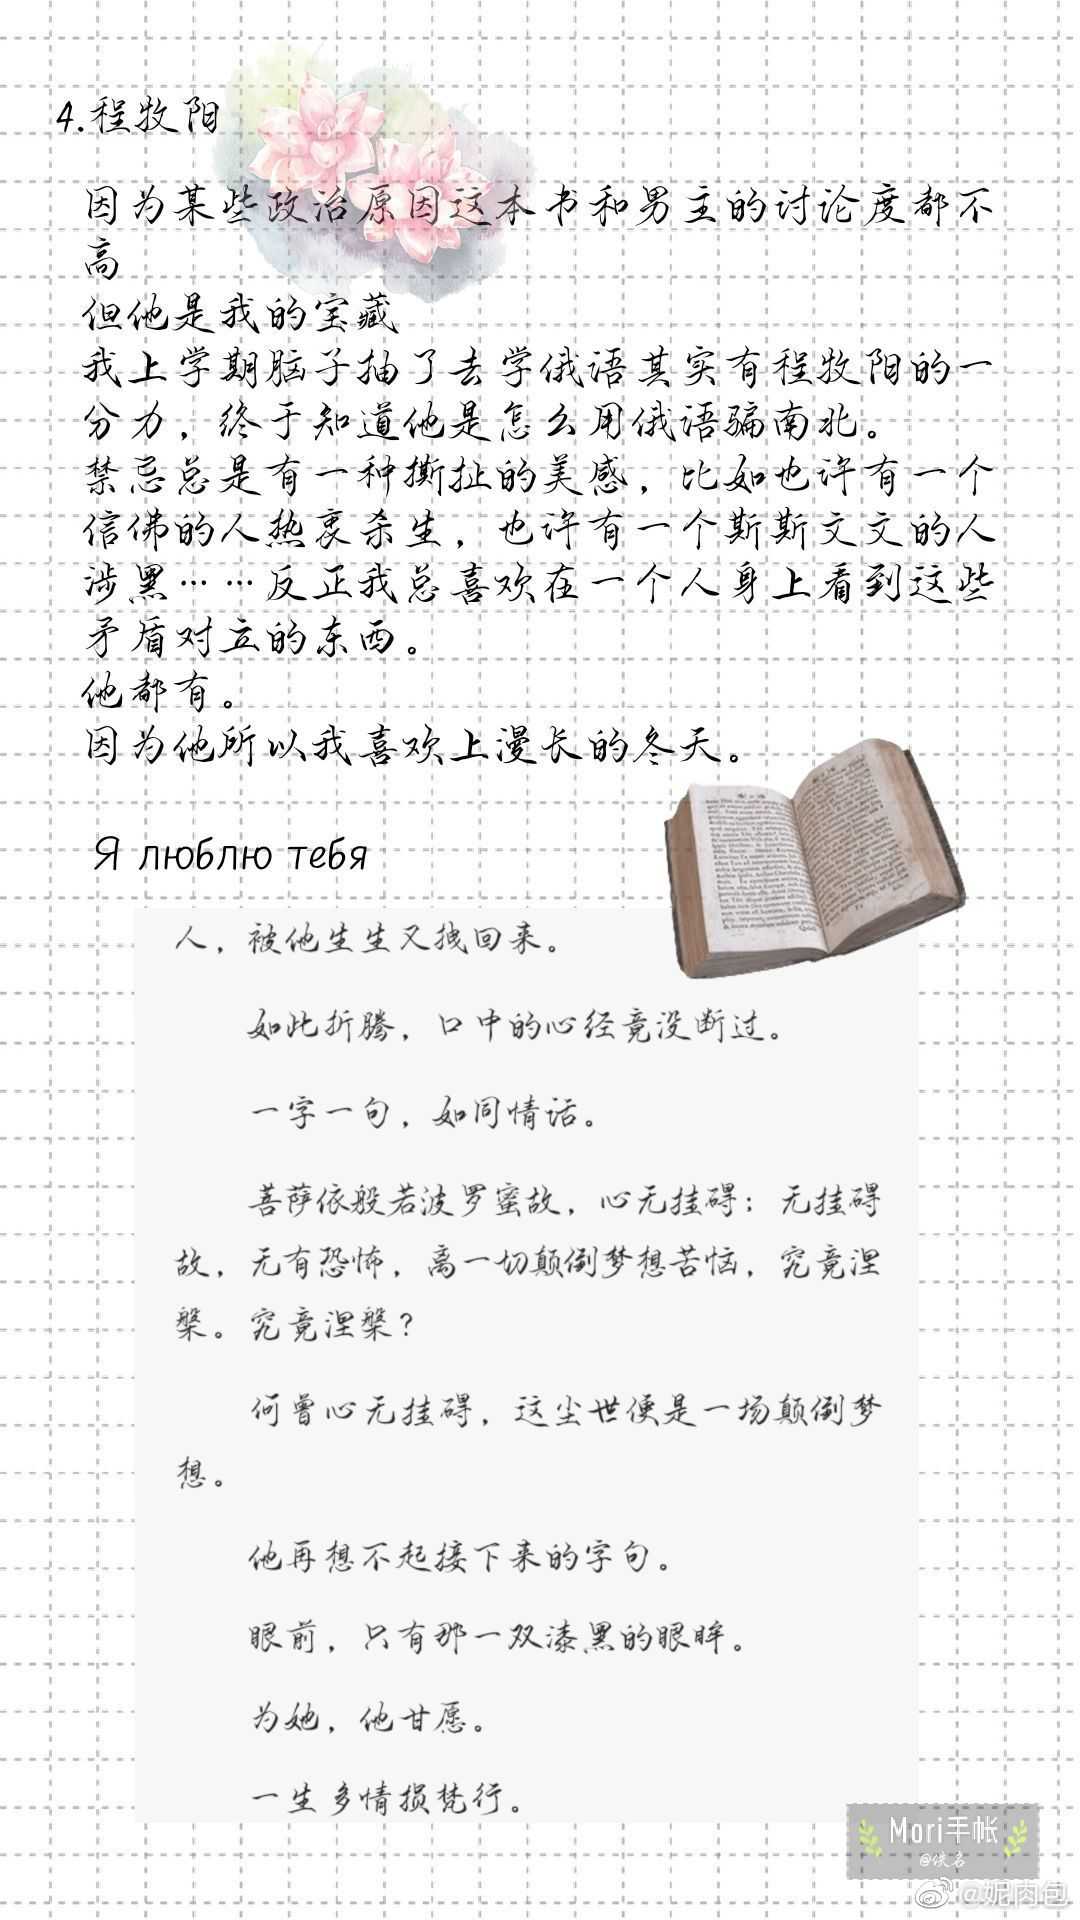 4.程牧阳
因为某些政治原因这本书和男主的讨论度都不
高
但他是我的宝藏
我上学期脑子抽了去学俄语其实有程牧阳的一
分力，终于知道他是怎么用俄语骗南北。
禁忌总是有一种撕扯的美感，比如也许有一个
信佛的人热衷杀生，也许有一个斯斯文文的人
涉黑……反正我总喜欢在一个人身上看到这些
矛盾对立的东西。
他都有。
因为他所以我喜欢上漫长的冬天。
Я люблю тебя
人，被他生生又拽回来。
如此折腾，口中的心经竟没断过。
一字一句，如同情话。
菩萨依般若波罗蜜故，心无挂碍；无挂碍
故，无有恐怖，离一切颠倒梦想苦恼，究竟涅
槃。究竟涅槃？
何曾心无挂碍，这尘世便是一场颠倒梦
想。
他再想不起接下来的字句。
眼前，只有那一双漆黑的眼眸。
为她，他甘愿。
一生多情损梵行。
Mori手帐
@佚名
@妮肉包